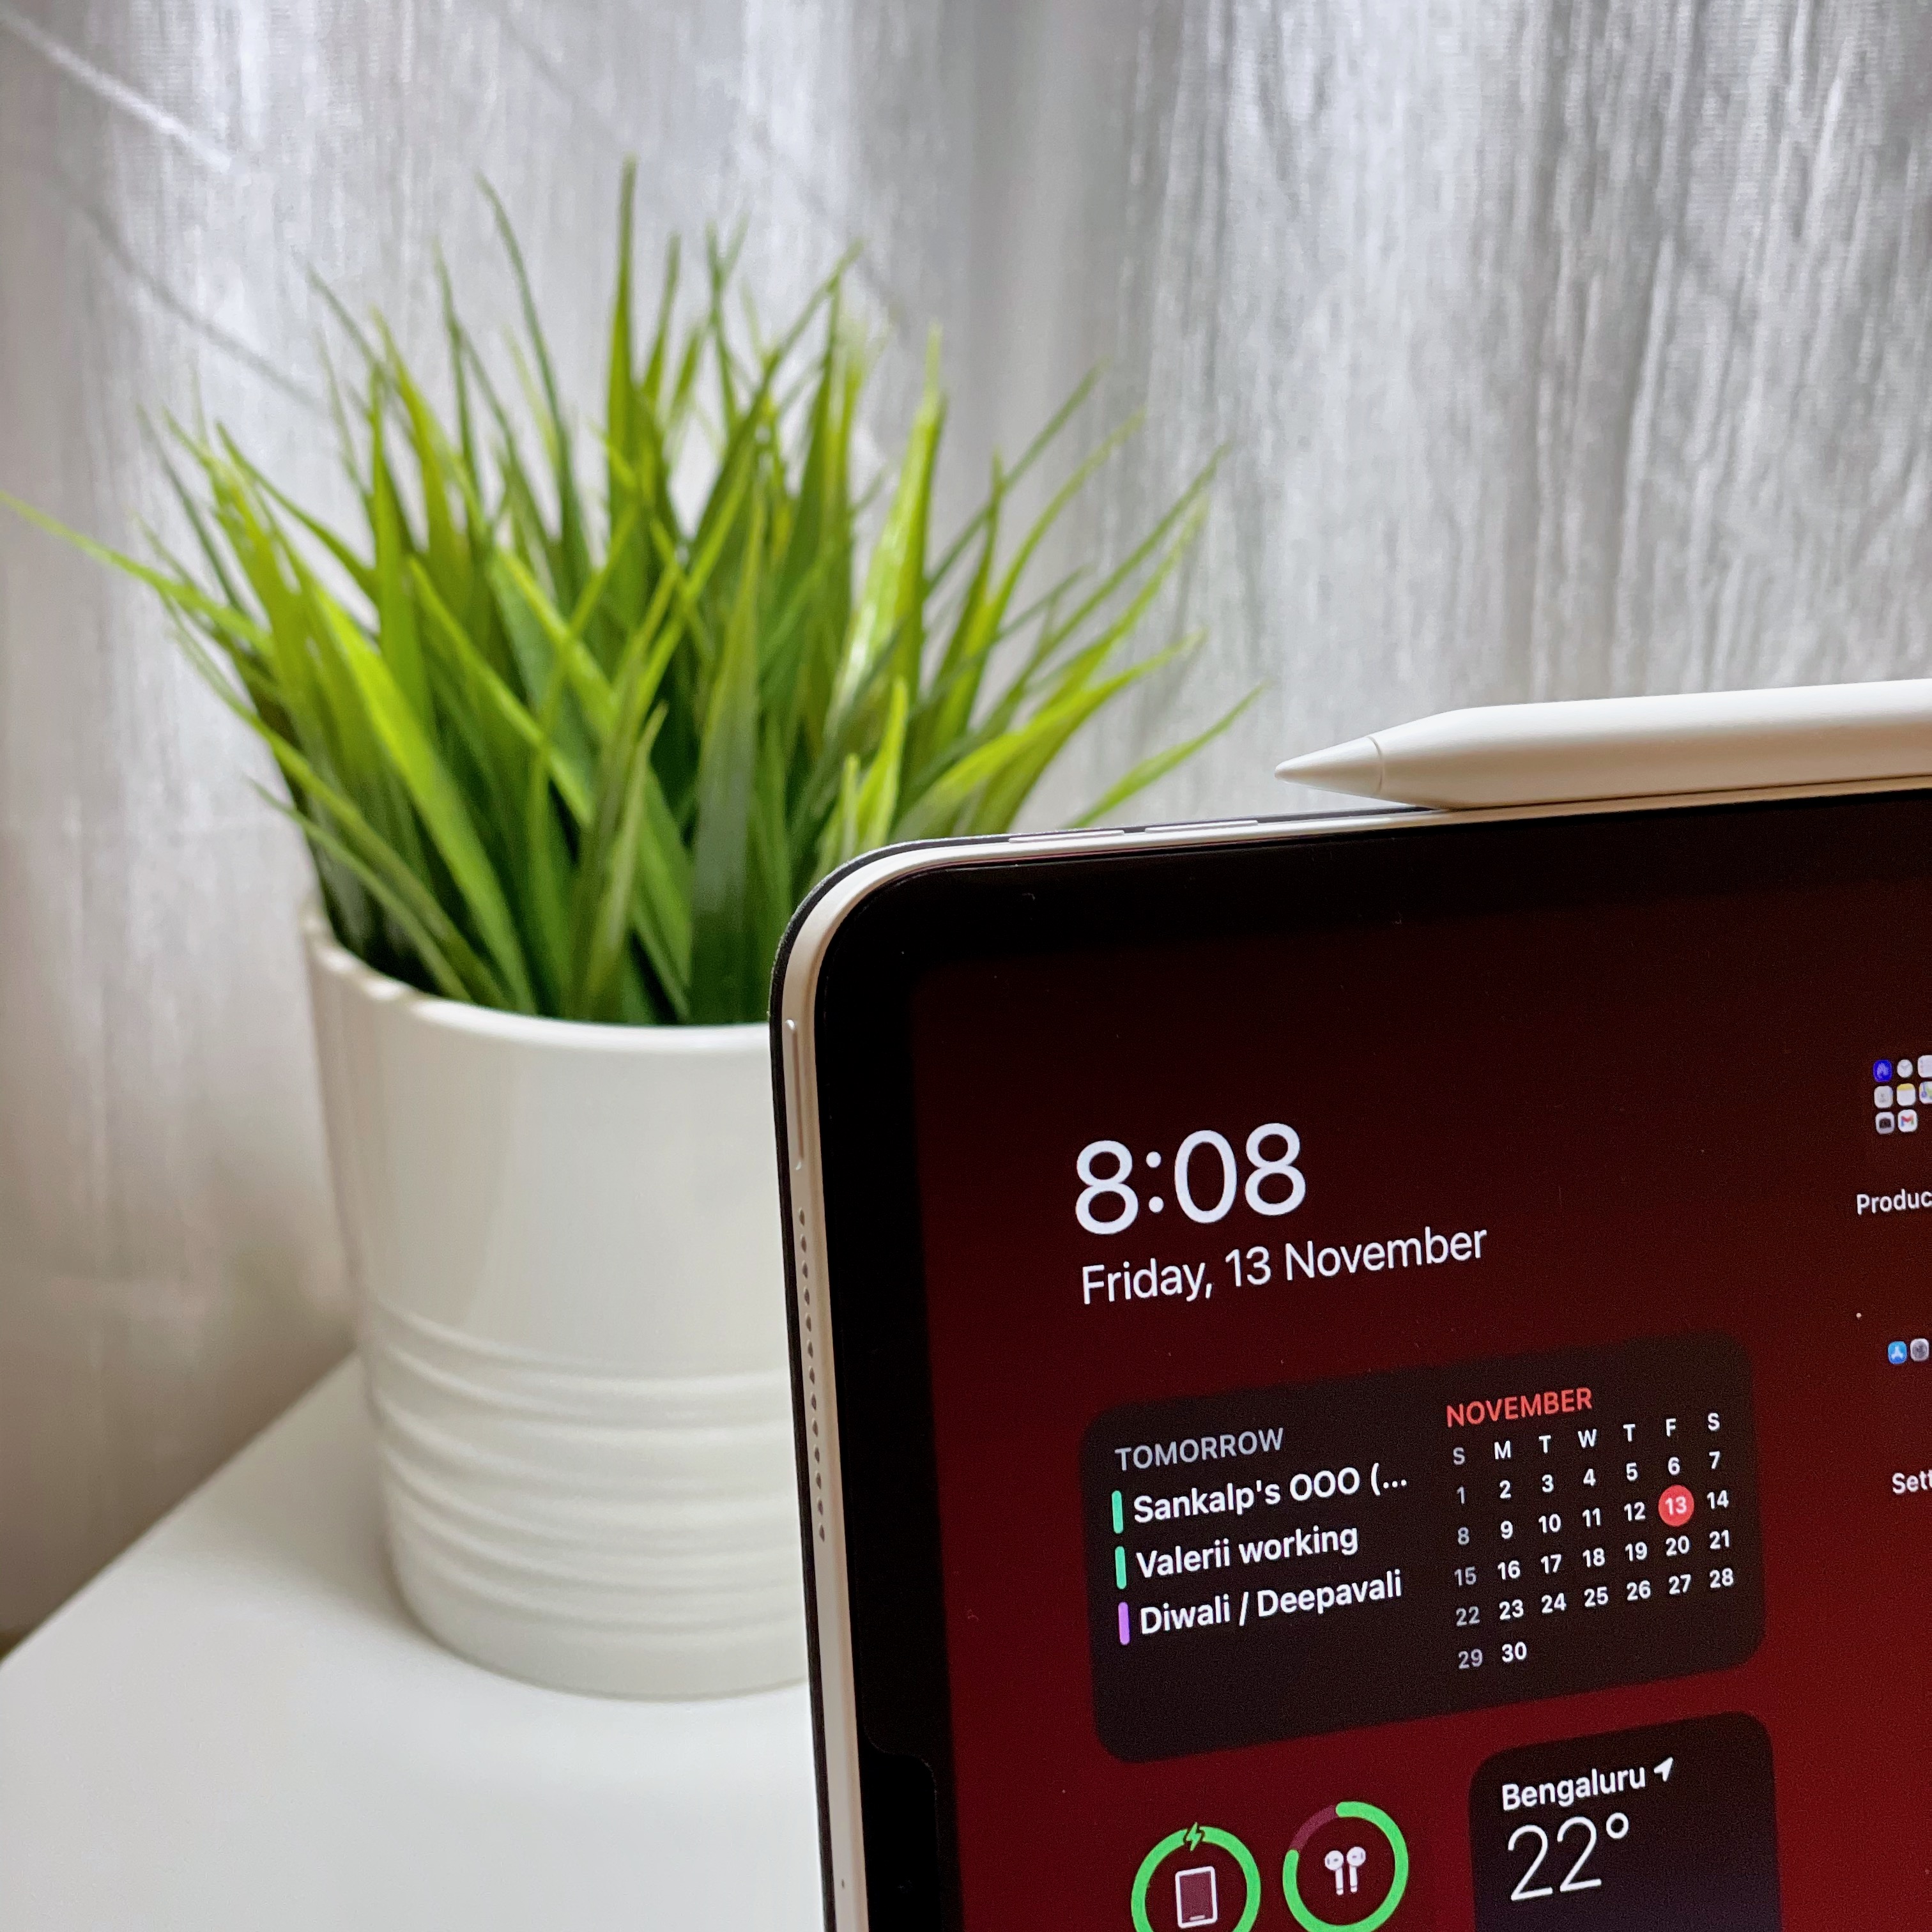 8:08
Friday, 13 November
TOMORROW
Sankalp's OOO (...
Valerii working
Diwali / Deepavali
NOVEMBER
S M T W T F S
1 2 3 4 5 6 7
8 9 10 11 12 13 14
15 16 17 18 19 20 21
22 23 24 25 26 27 28
29 30
Bengaluru
22°
Produc
Sett